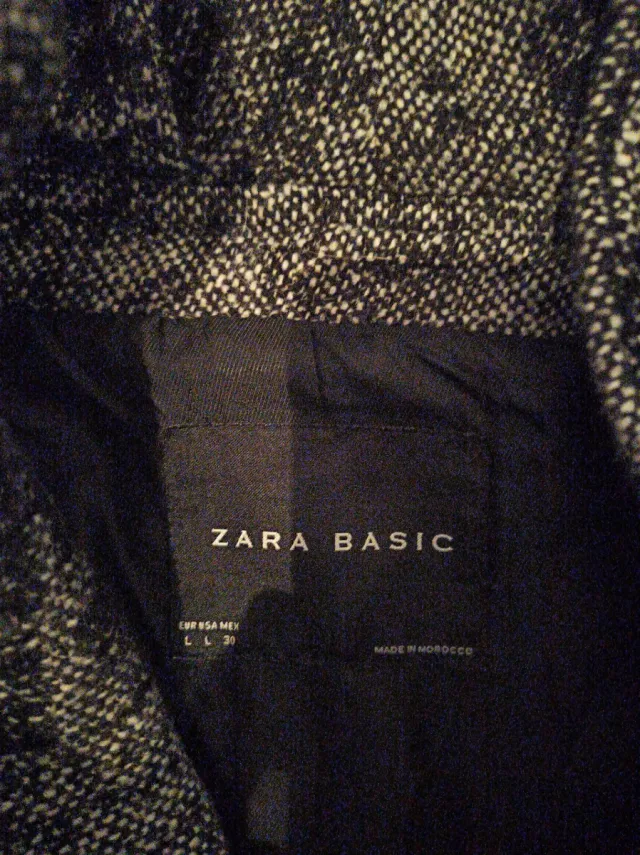 ZARA BASIC
EUR USA MEX
L L 30
MADE IN MOROCCO